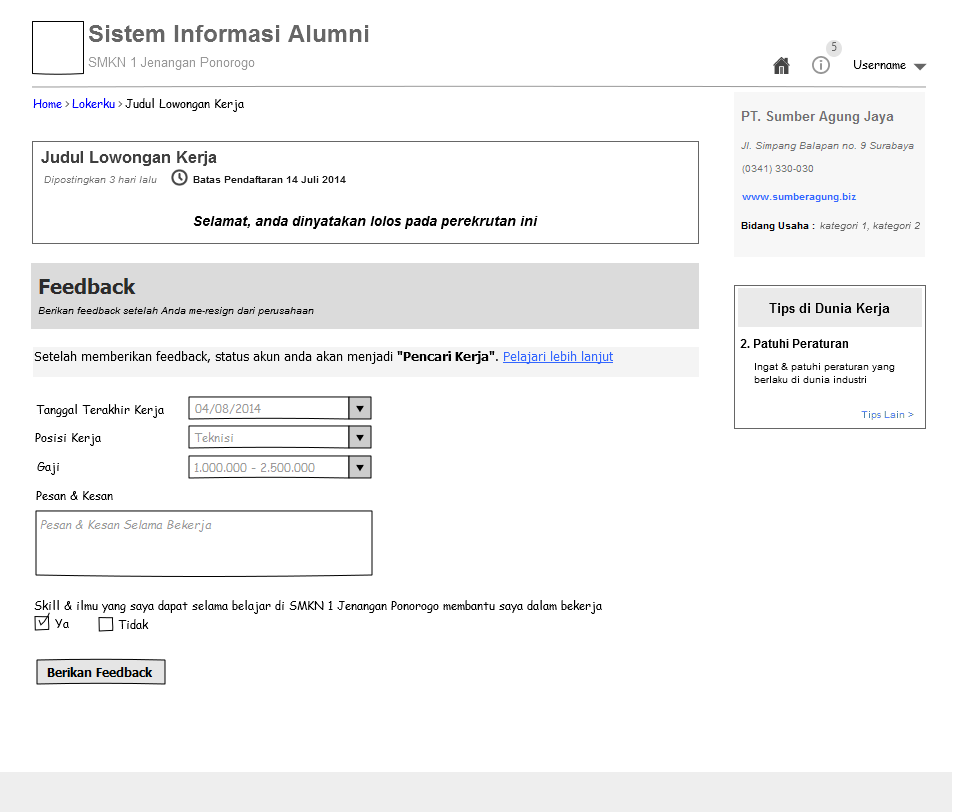 Sistem Informasi Alumni
SMKN 1 Jenangan Ponorogo
5
Username
Home › Lokerku › Judul Lowongan Kerja
Judul Lowongan Kerja
Dipostingkan 3 hari lalu Batas Pendaftaran 14 Juli 2014
Selamat, anda dinyatakan lolos pada perekrutan ini
Feedback
Berikan feedback setelah Anda me-resign dari perusahaan
Setelah memberikan feedback, status akun anda akan menjadi "Pencari Kerja". Pelajari lebih lanjut
Tanggal Terakhir Kerja 04/08/2014
Posisi Kerja Teknisi
Gaji 1.000.000 - 2.500.000
Pesan & Kesan
Pesan & Kesan Selama Bekerja
Skill & ilmu yang saya dapat selama belajar di SMKN 1 Jenangan Ponorogo membantu saya dalam bekerja
Ya Tidak
Berikan Feedback
PT. Sumber Agung Jaya
Jl. Simpang Balapan no. 9 Surabaya
(0341) 330-030
www.sumberagung.biz
Bidang Usaha : kategori 1, kategori 2
Tips di Dunia Kerja
2. Patuhi Peraturan
Ingat & patuhi peraturan yang
berlaku di dunia industri
Tips Lain >